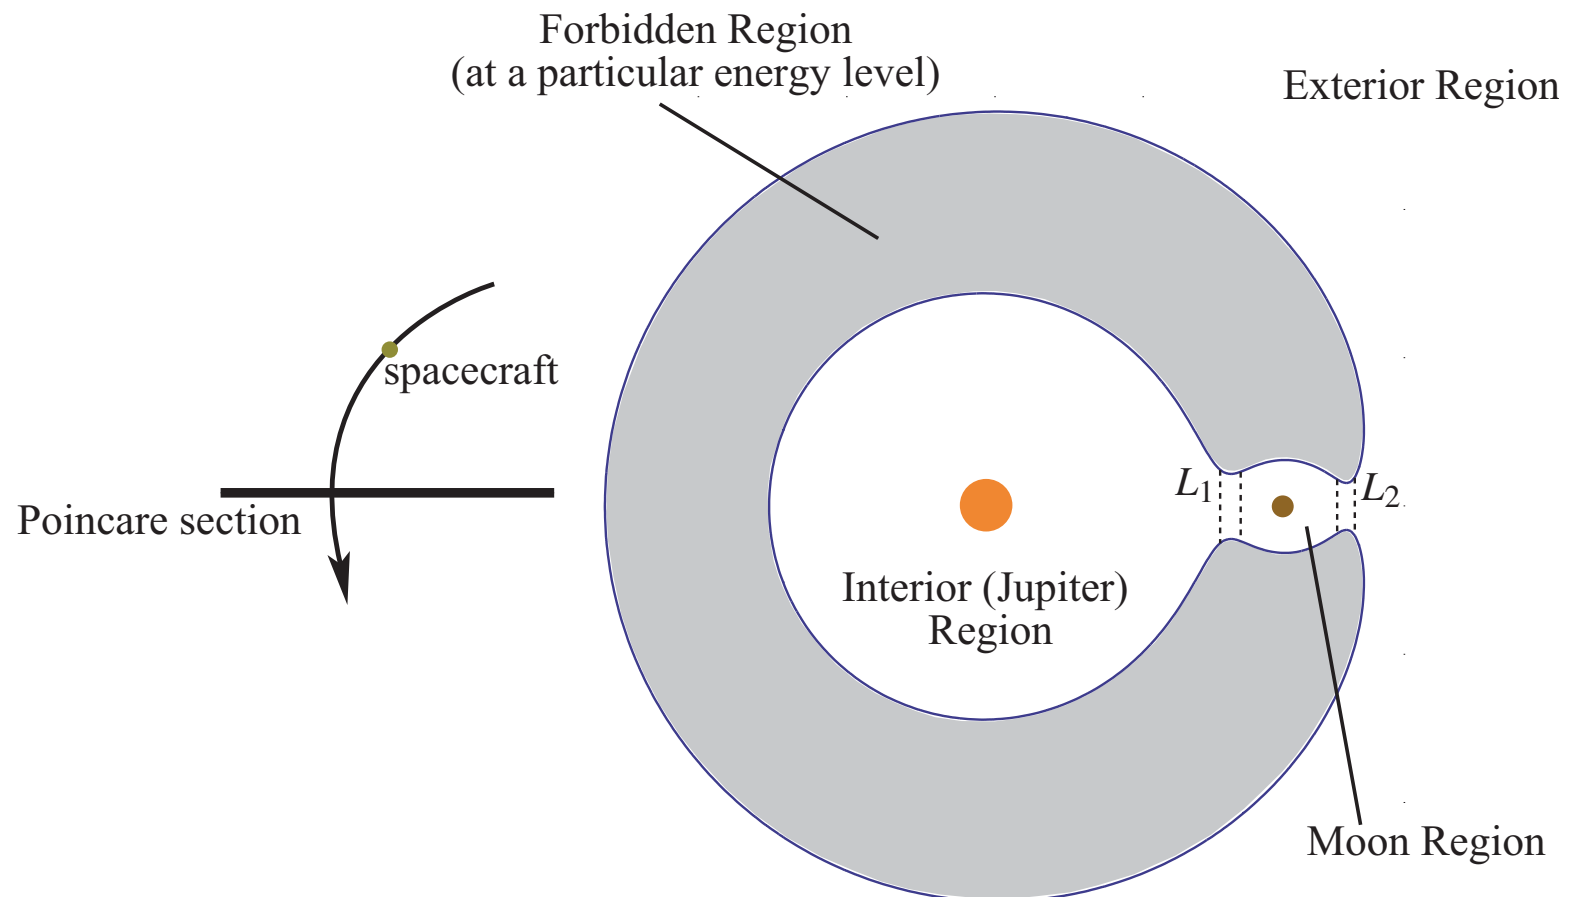 Forbidden Region
(at a particular energy level)
Exterior Region
spacecraft
L1
L2
Poincare section
Interior (Jupiter)
Region
Moon Region